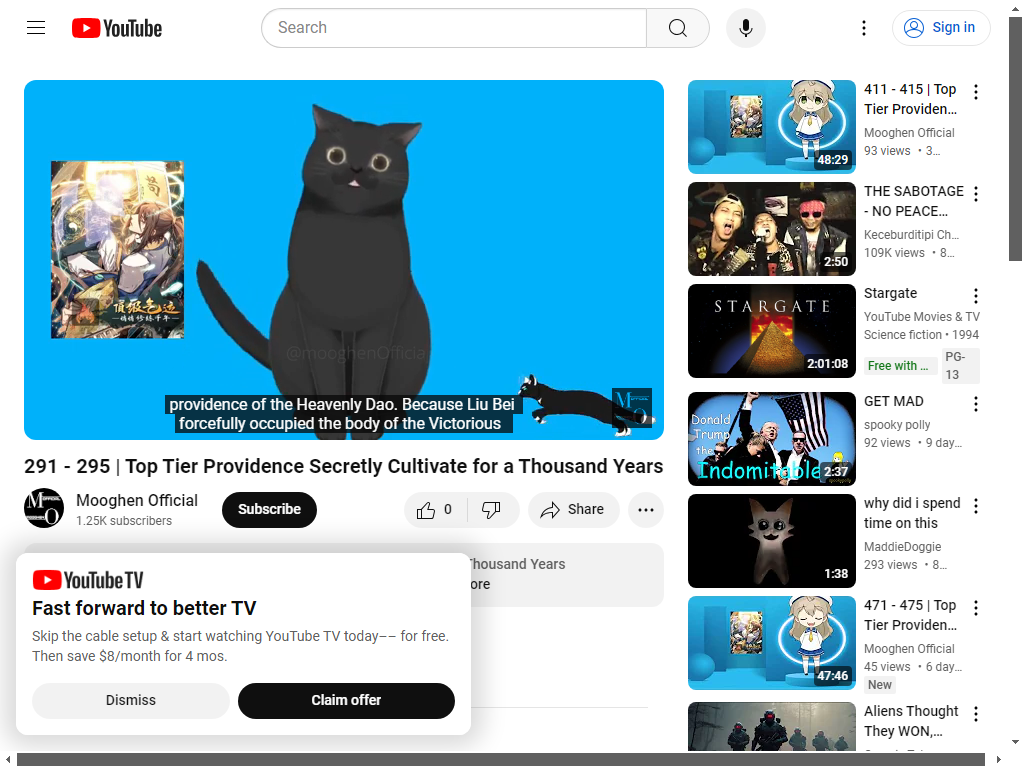 YouTube
Search
Sign in
頂級氣運
悄悄修練千年
@mooghenOfficia
providence of the Heavenly Dao. Because Liu Bei
forcefully occupied the body of the Victorious
291 - 295 | Top Tier Providence Secretly Cultivate for a Thousand Years
Mooghen Official
1.25K subscribers
Subscribe
0
Share
Thousand Years
ore
YouTube TV
Fast forward to better TV
Skip the cable setup & start watching YouTube TV today–– for free.
Then save $8/month for 4 mos.
Dismiss
Claim offer
48:29
411 - 415 | Top
Tier Providen...
Mooghen Official
93 views • 3...
2:50
THE SABOTAGE
- NO PEACE...
Keceburditipi Ch...
109K views • 8...
STARGATE
2:01:08
Stargate
YouTube Movies & TV
Science fiction • 1994
Free with ...
PG-
13
Donald
Trump
the
Indomitable
2:37
GET MAD
spooky polly
92 views • 9 day...
1:38
why did i spend
time on this
MaddieDoggie
293 views • 8...
47:46
471 - 475 | Top
Tier Providen...
Mooghen Official
45 views • 6 day...
New
Aliens Thought
They WON,...